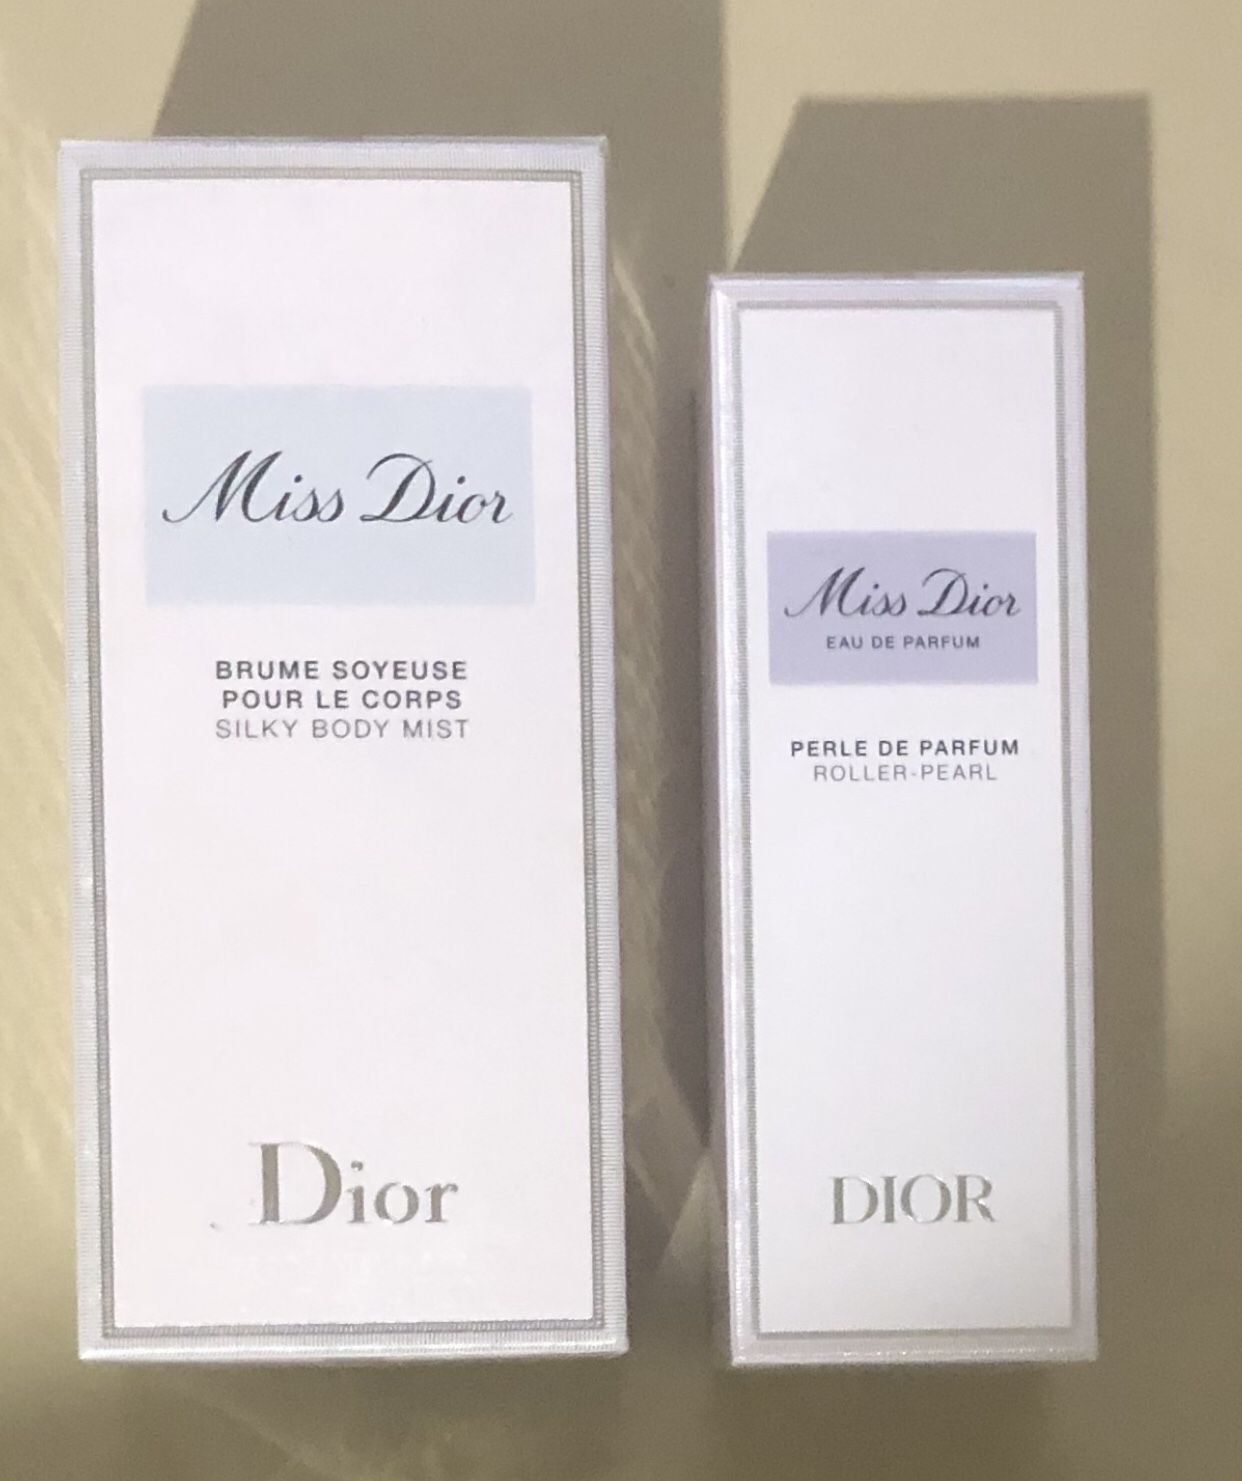 Miss Dior
BRUME SOYEUSE
POUR LE CORPS
SILKY BODY MIST
Dior
Miss Dior
EAU DE PARFUM
PERLE DE PARFUM
ROLLER-PEARL
DIOR